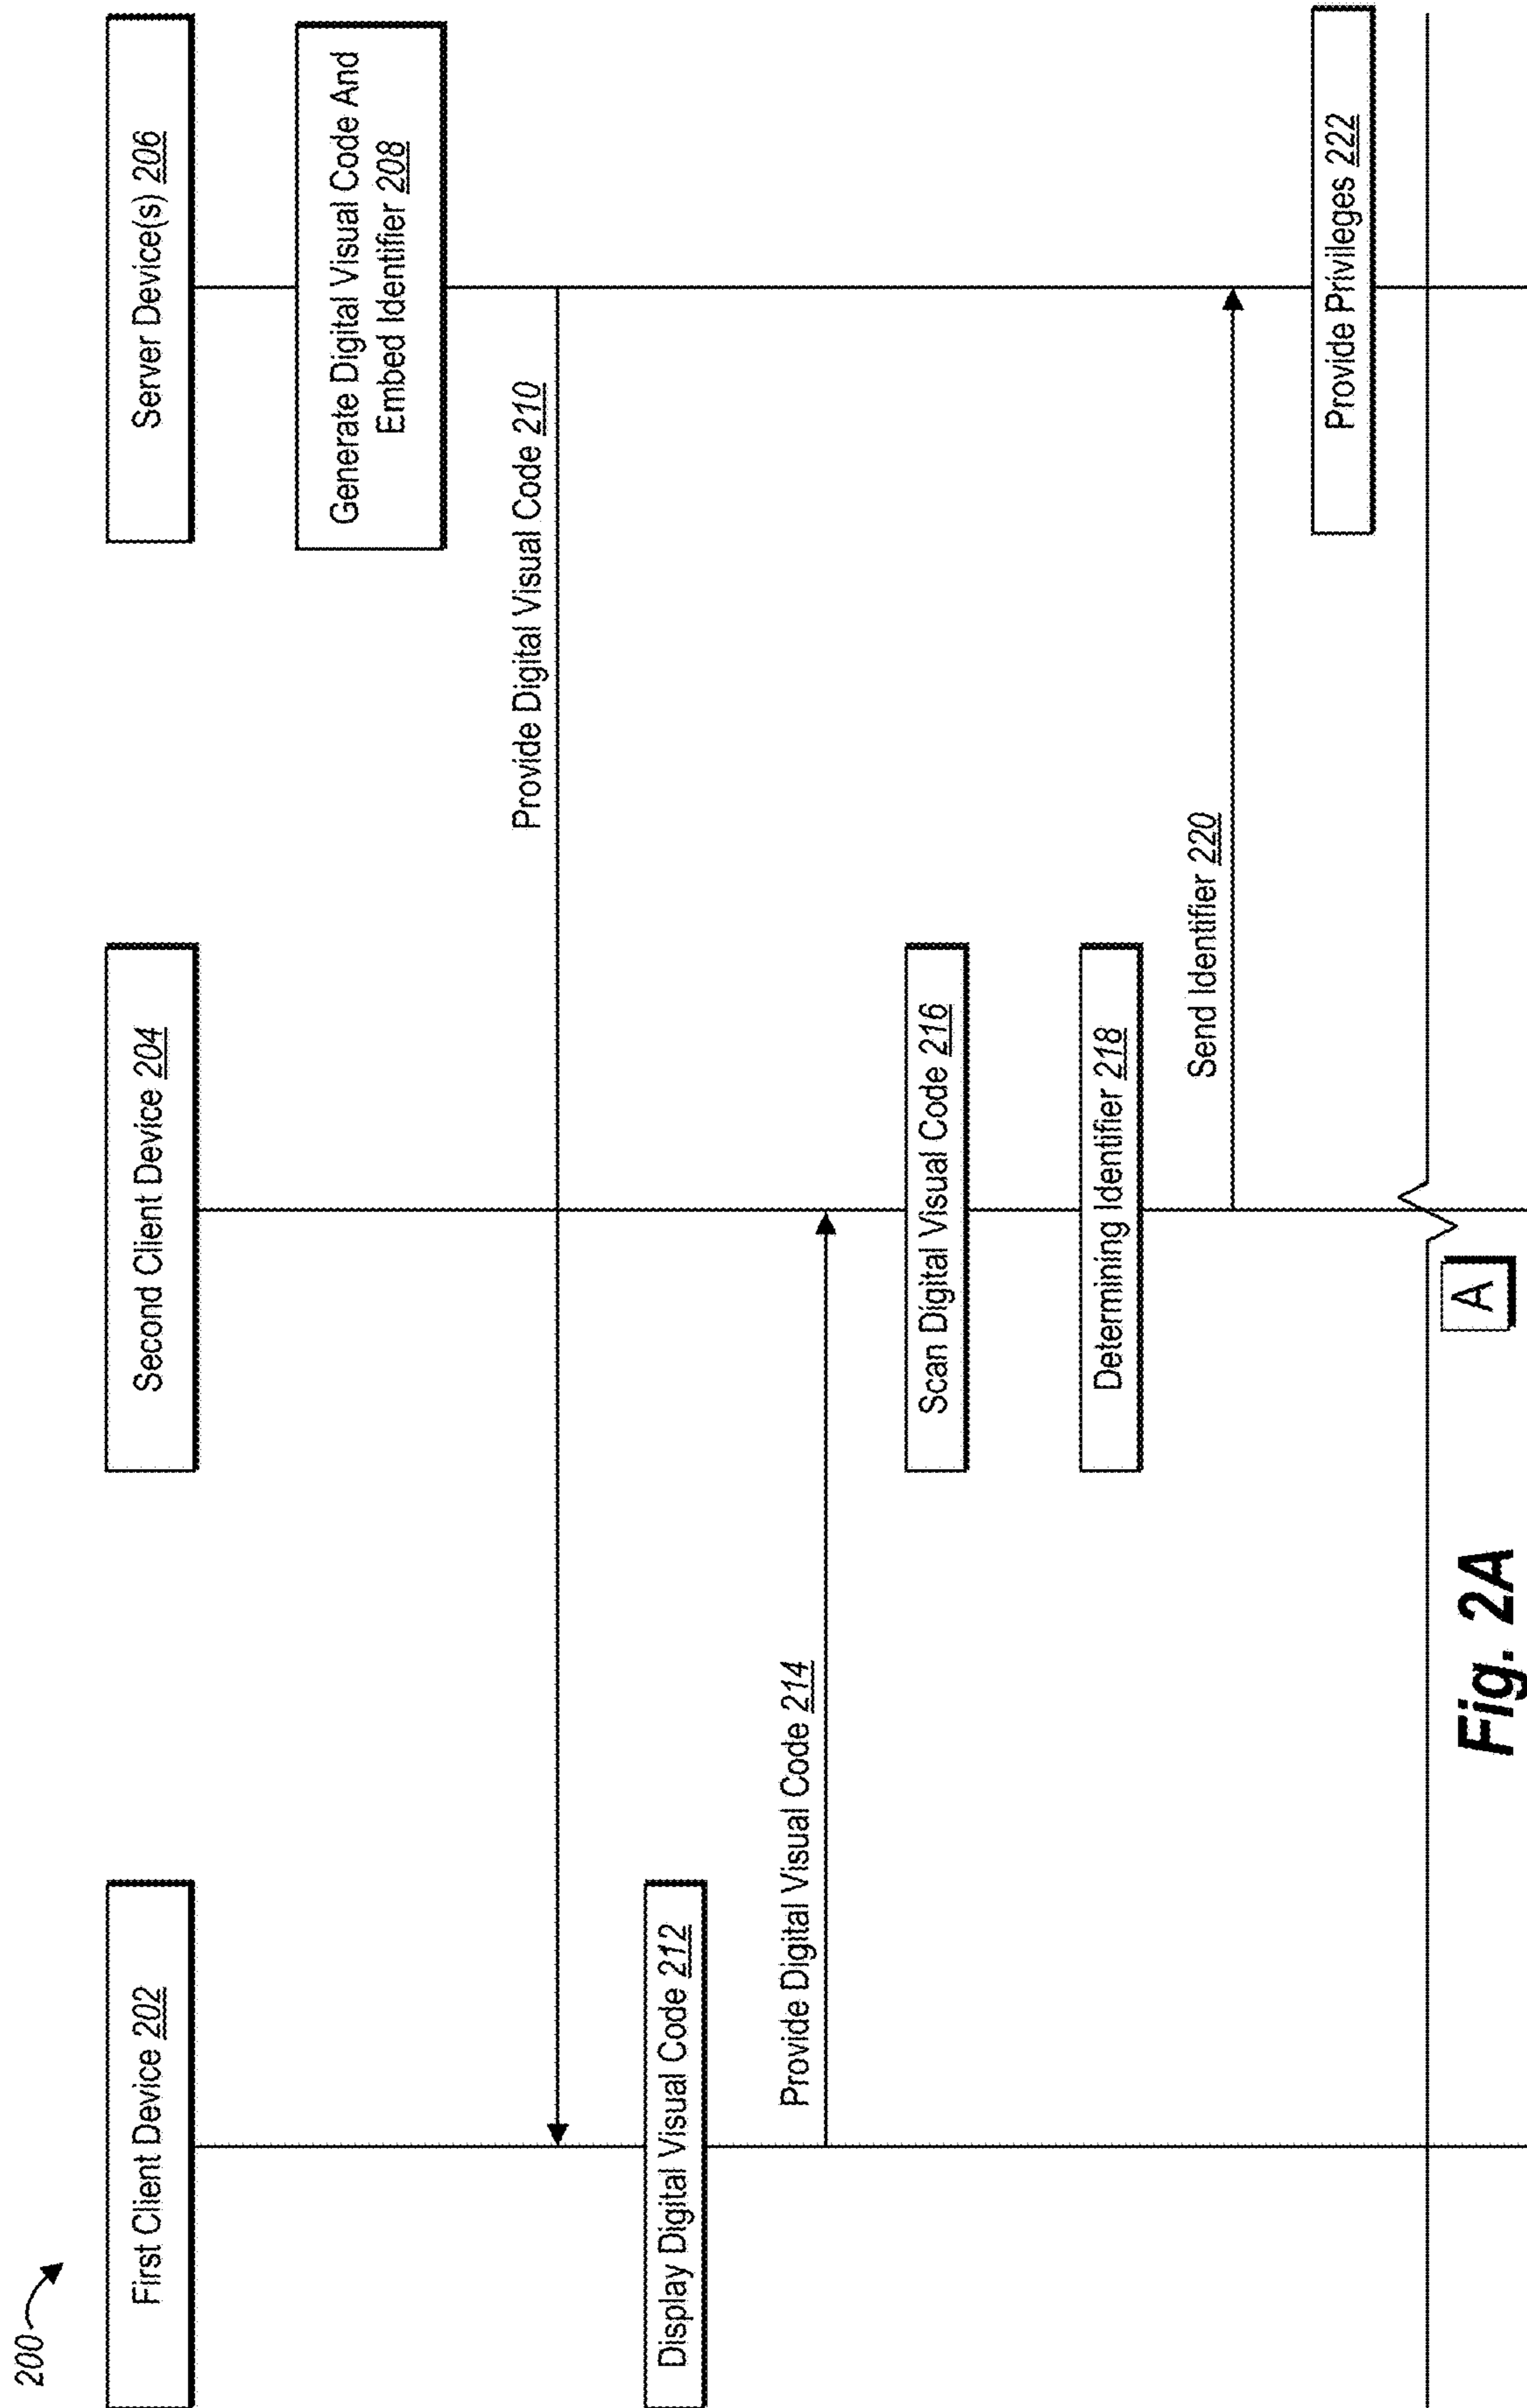 200
First Client Device 202
Second Client Device 204
Server Device(s) 206
Generate Digital Visual Code And
Embed Identifier 208
Provide Digital Visual Code 210
Display Digital Visual Code 212
Provide Digital Visual Code 214
Scan Digital Visual Code 216
Determining Identifier 218
Send Identifier 220
Provide Privileges 222
A
Fig. 2A